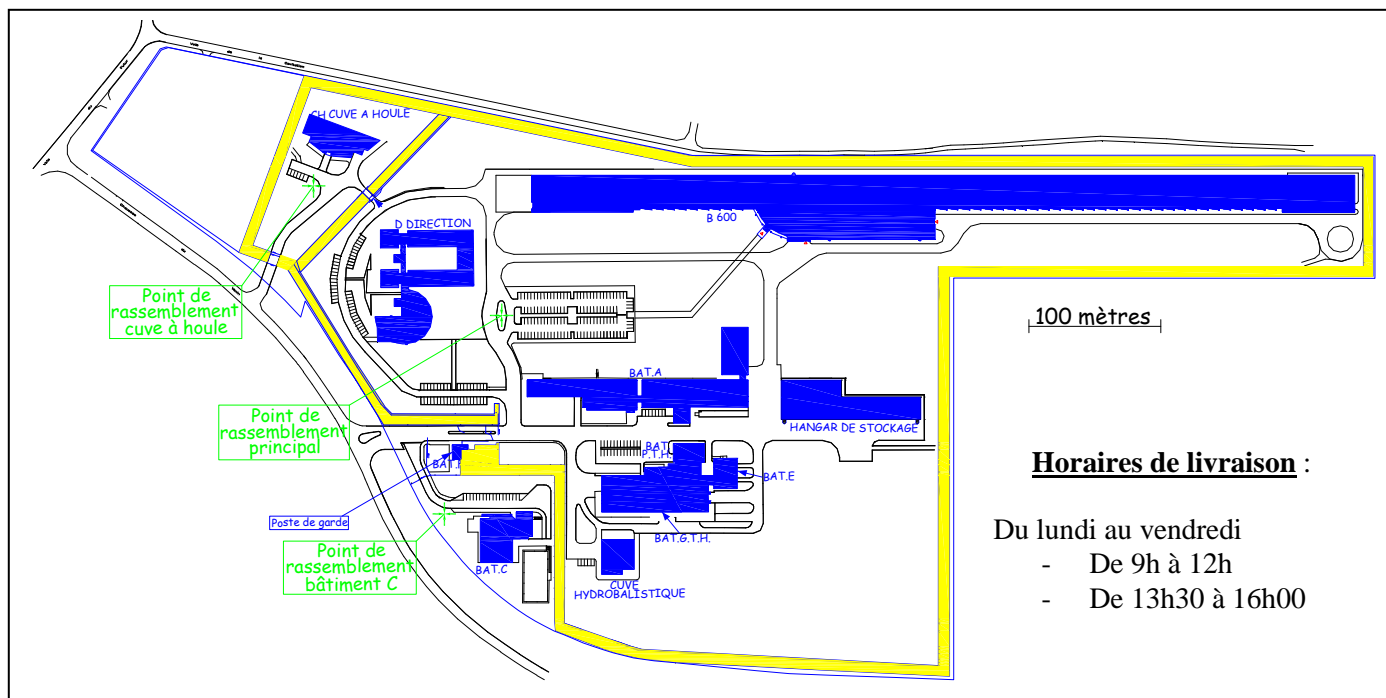 CH CUVE A HOULE
D DIRECTION
B 600
Point de
rassemblement
cuve à houle
100 mètres
BAT.A
Point de
rassemblement
principal
HANGAR DE STOCKAGE
BAT.
P.T.H.
BAT.E
Horaires de livraison :
Poste de garde
Du lundi au vendredi
BAT.G.T.H.
Point de
rassemblement
bâtiment C
- De 9h à 12h
BAT.C
CUVE
HYDROBALISTIQUE
- De 13h30 à 16h00